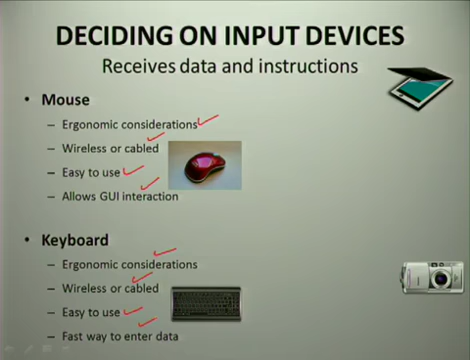 DECIDING ON INPUT DEVICES
Receives data and instructions
• Mouse
– Ergonomic considerations
– Wireless or cabled
– Easy to use
– Allows GUI interaction
• Keyboard
– Ergonomic considerations
– Wireless or cabled
– Easy to use
– Fast way to enter data